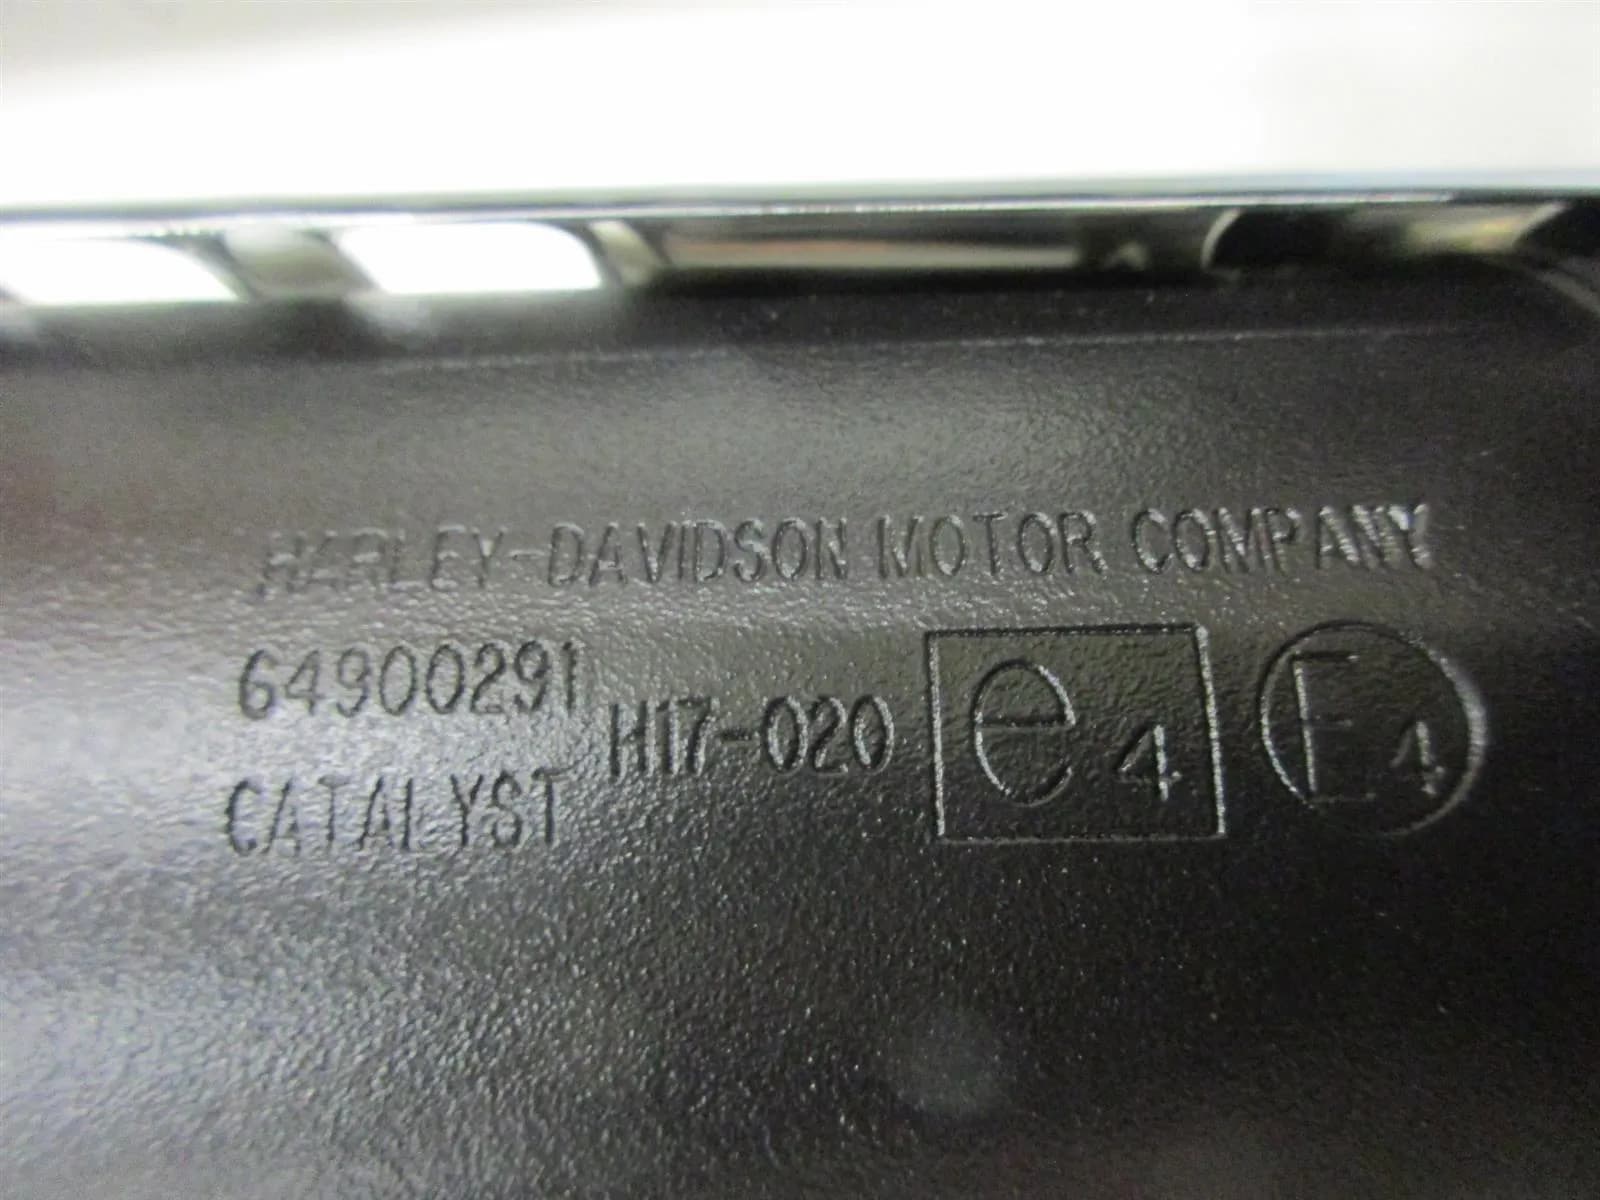 HARLEY-DAVIDSON MOTOR COMPANY
64900291
H17-020 e4 E4
CATALYST